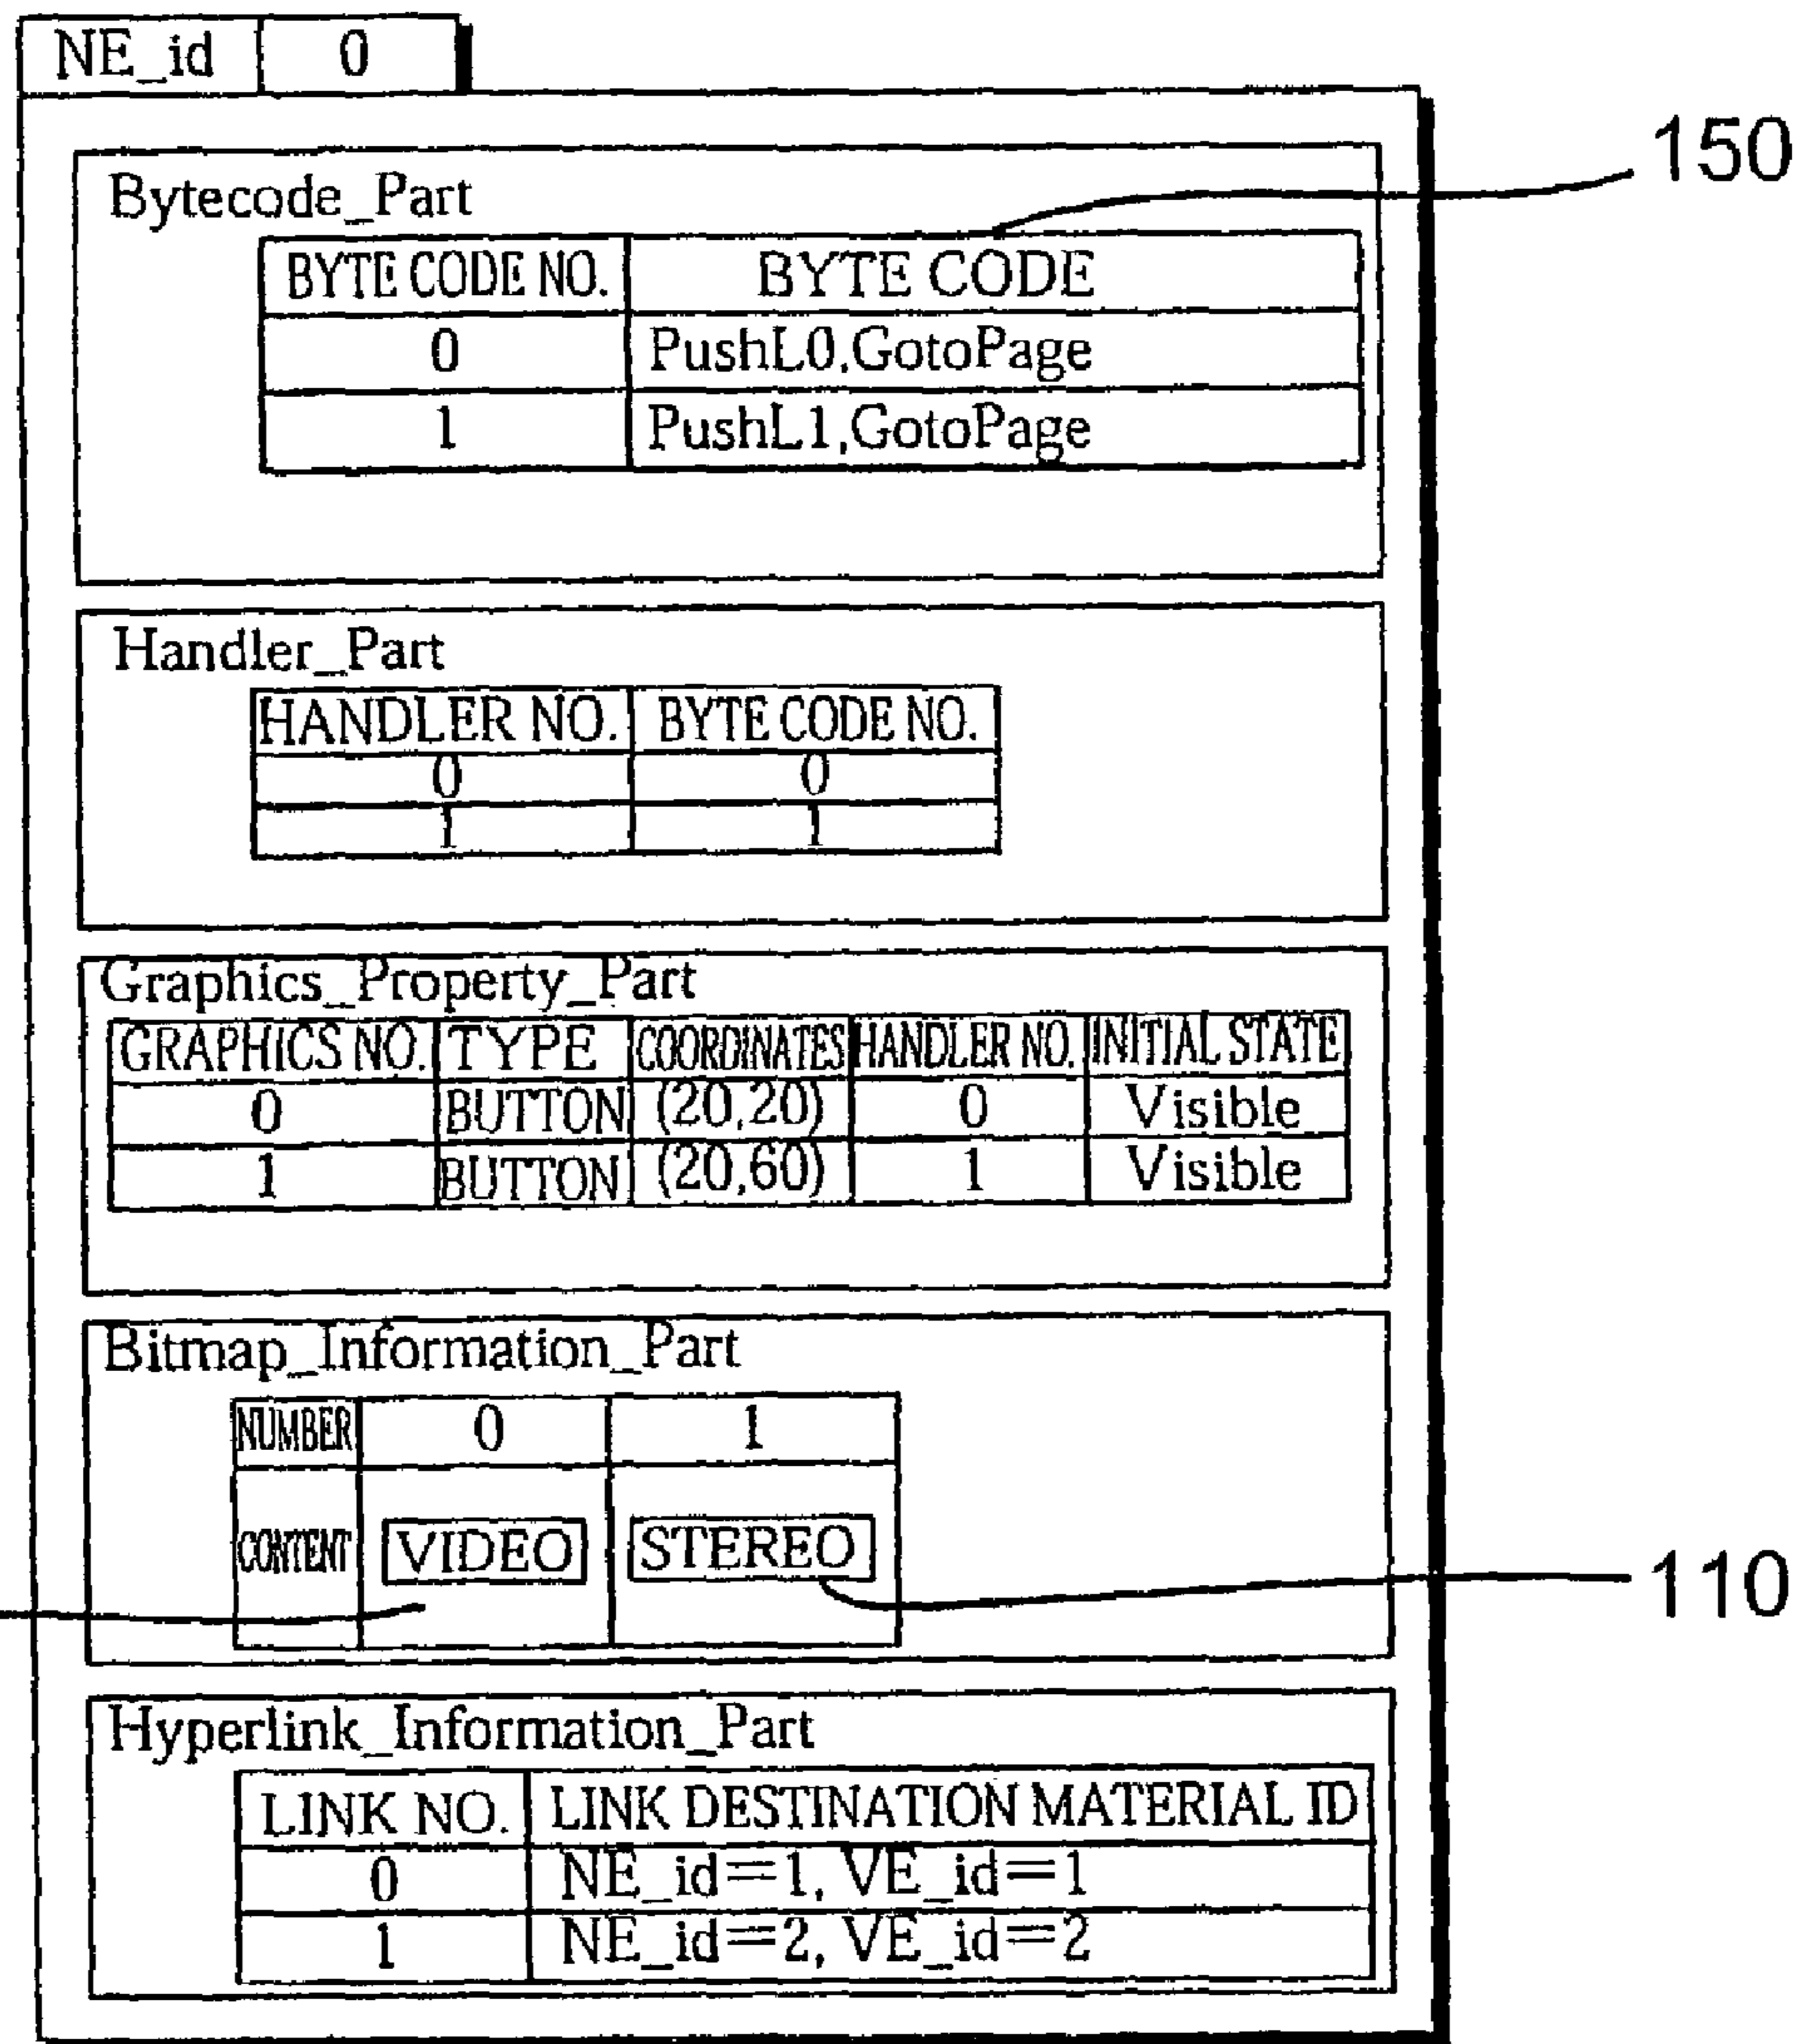 NE_id 0
150
Bytecode_Part
BYTE CODE NO. BYTE CODE
0 PushL0,GotoPage
1 PushL1,GotoPage
Handler_Part
HANDLER NO. BYTE CODE NO.
0 0
1 1
Graphics_Property_Part
GRAPHICS NO. TYPE COORDINATES HANDLER NO. INITIAL STATE
0 BUTTON (20,20) 0 Visible
1 BUTTON (20,60) 1 Visible
Bitmap_Information_Part
NUMBER 0 1
CONTENT VIDEO STEREO
110
Hyperlink_Information_Part
LINK NO. LINK DESTINATION MATERIAL ID
0 NE_id=1, VE_id=1
1 NE_id=2, VE_id=2